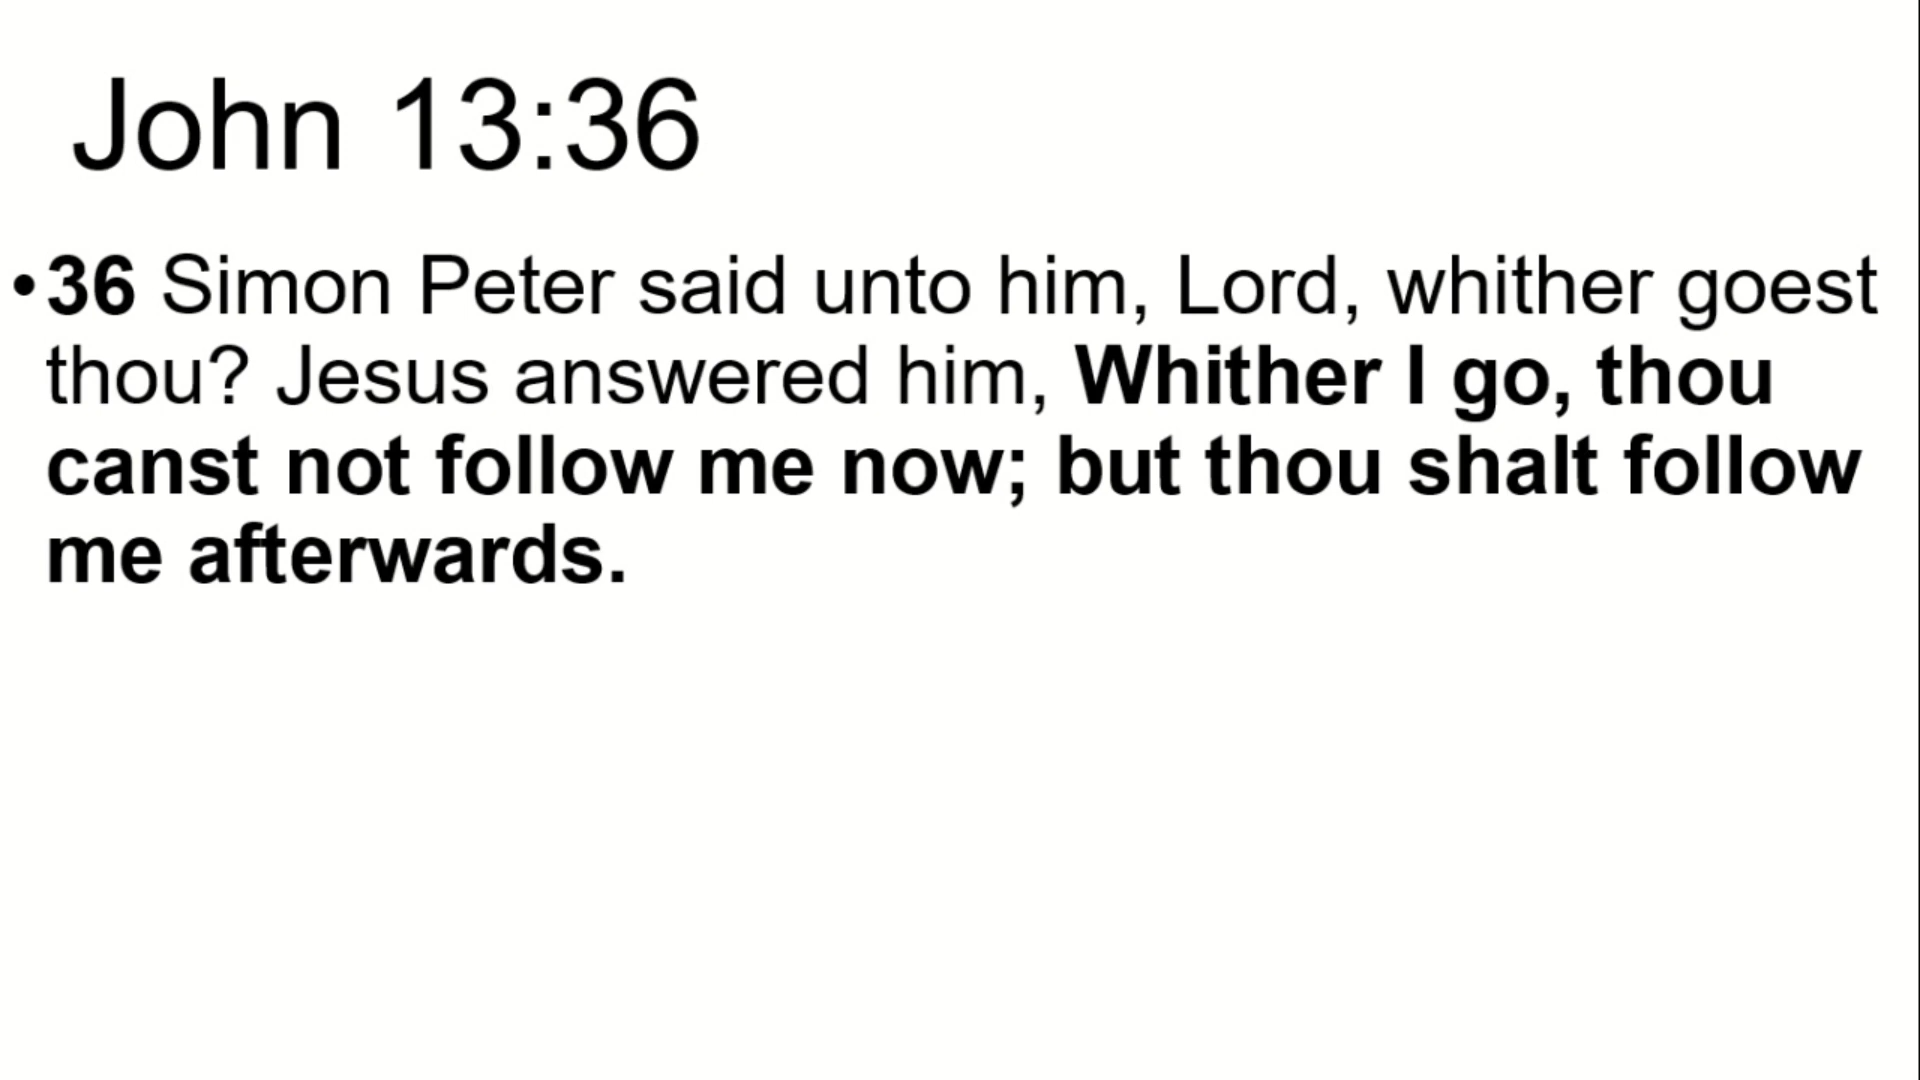 John 13:36
•36 Simon Peter said unto him, Lord, whither goest
thou? Jesus answered him, Whither I go, thou
canst not follow me now; but thou shalt follow
me afterwards.